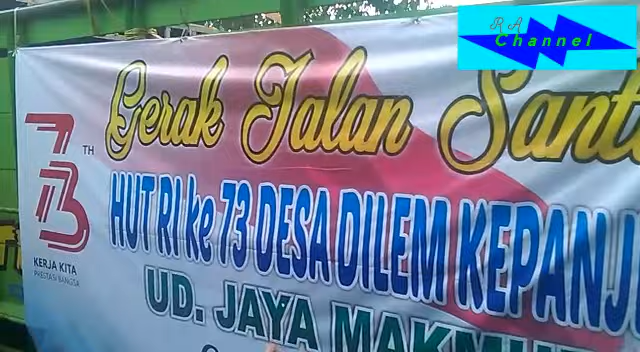 RA
Channel
Gerak Jalan Sant
73 TH
HUT RI ke 73 DESA DILEM KEPANJ
KERJA KITA
PRESTASI BANGSA
UD. JAYA MAKMU